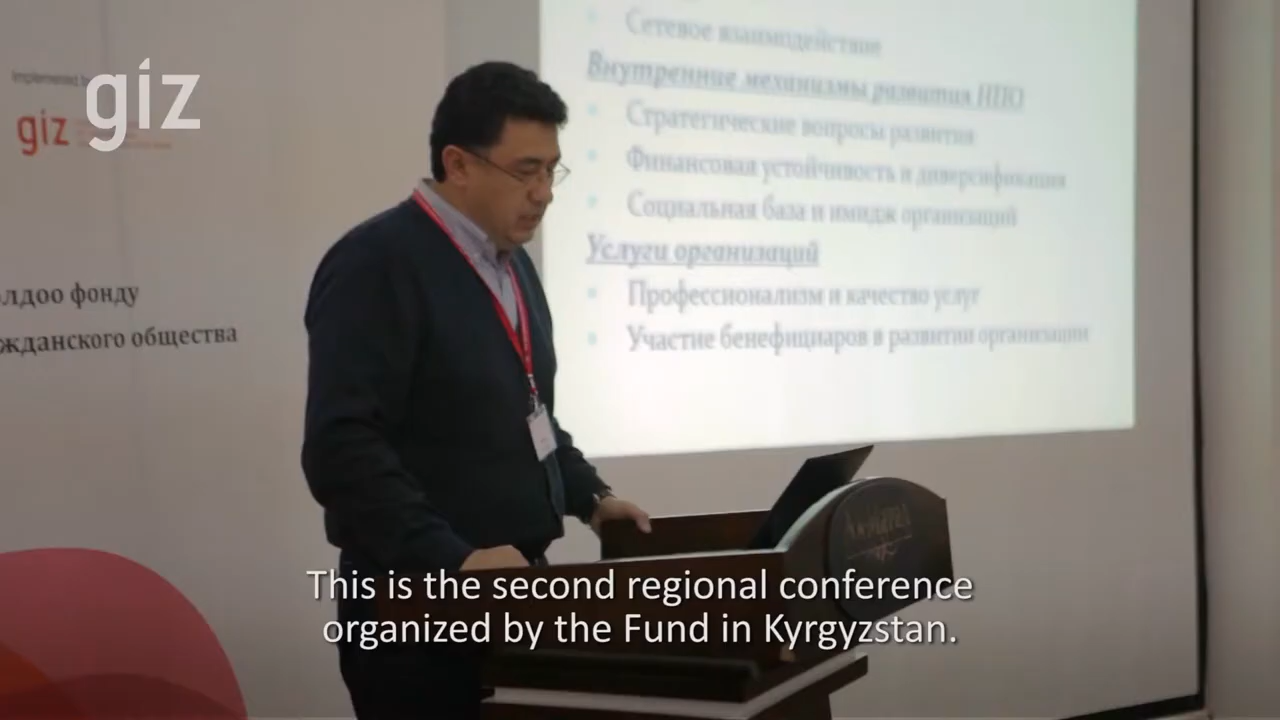 Implemented by
giz
giz
лдоо фонду
жданского общества
Сетевое взаимодействие
Внутренние механизмы развития НПО
Стратегические вопросы развития
Финансовая устойчивость и диверсификация
Социальная база и имидж организаций
Услуги организаций
Профессионализм и качество услуг
Участие бенефициаров в развитии организации
This is the second regional conference
organized by the Fund in Kyrgyzstan.